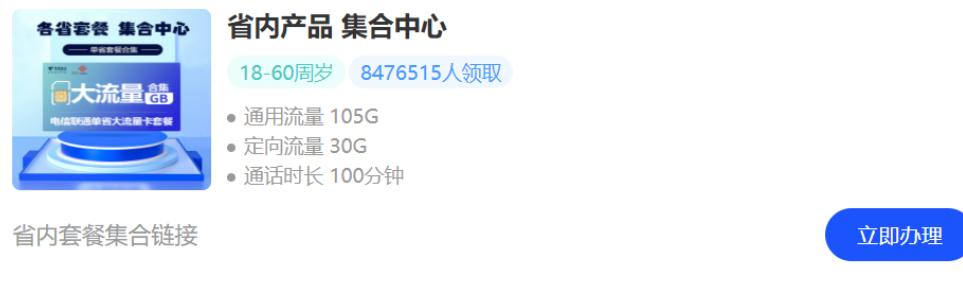 各省套餐 集合中心
单省套餐合集
大流量合集GB
电信联通单省大流量卡套餐
省内产品 集合中心
18-60周岁 8476515人领取
通用流量 105G
定向流量 30G
通话时长 100分钟
省内套餐集合链接
立即办理